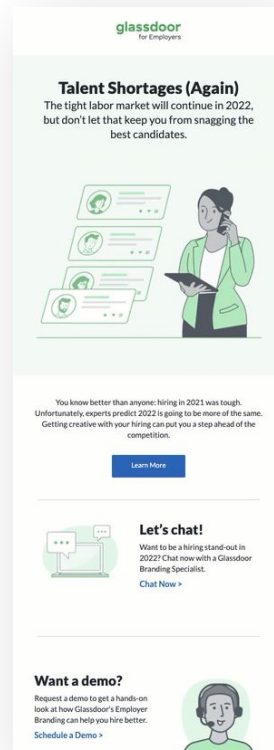 glassdoor
for Employers
Talent Shortages (Again)
The tight labor market will continue in 2022,
but don't let that keep you from snagging the
best candidates.
You know better than anyone: hiring in 2021 was tough.
Unfortunately, experts predict 2022 is going to be more of the same.
Getting creative with your hiring can put you a step ahead of the
competition.
Learn More
Let's chat!
Want to be a hiring stand-out in
2022? Chat now with a Glassdoor
Branding Specialist.
Chat Now >
Want a demo?
Request a demo to get a hands-on
look at how Glassdoor's Employer
Branding can help you hire better.
Schedule a Demo >